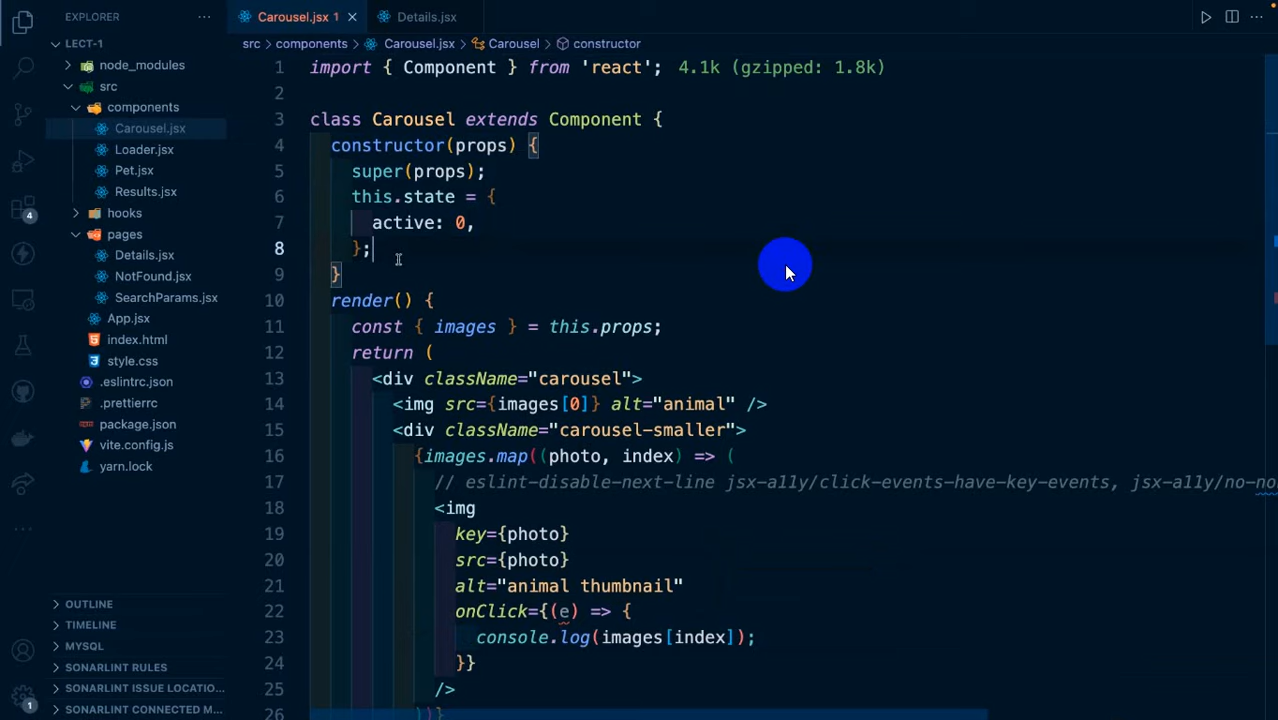 EXPLORER
Carousel.jsx 1
Details.jsx
LECT-1
src
components
Carousel.jsx
Carousel
constructor
node_modules
src
components
Carousel.jsx
Loader.jsx
Pet.jsx
Results.jsx
hooks
pages
Details.jsx
NotFound.jsx
SearchParams.jsx
App.jsx
index.html
style.css
.eslintrc.json
.prettierrc
package.json
vite.config.js
yarn.lock
OUTLINE
TIMELINE
MYSQL
SONARLINT RULES
SONARLINT ISSUE LOCATIO...
SONARLINT CONNECTED M...
4
1
1 import { Component } from 'react'; 4.1k (gzipped: 1.8k)
2
3 class Carousel extends Component {
4 constructor(props) {
5 super(props);
6 this.state = {
7 active: 0,
8 };
9 }
10 render() {
11 const { images } = this.props;
12 return (
13 <div className="carousel">
14 <img src={images[0]} alt="animal" />
15 <div className="carousel-smaller">
16 {images.map((photo, index) => (
17 // eslint-disable-next-line jsx-a11y/click-events-have-key-events, jsx-a11y/no-no
18 <img
19 key={photo}
20 src={photo}
21 alt="animal thumbnail"
22 onClick={(e) => {
23 console.log(images[index]);
24 }}
25 />
26 ))}